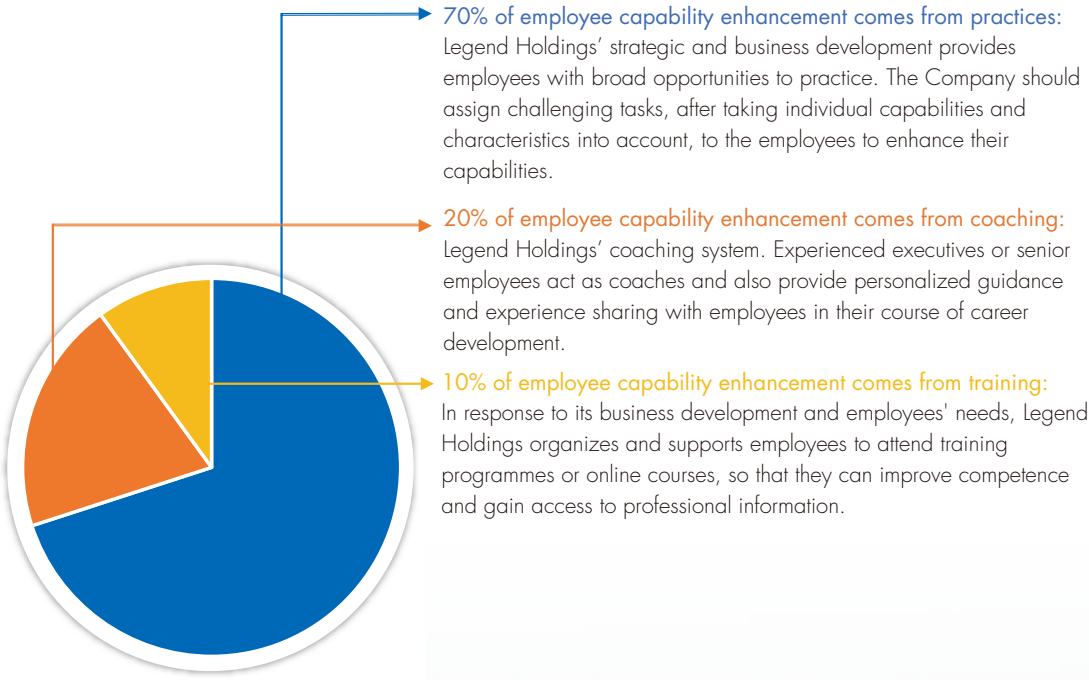 70% of employee capability enhancement comes from practices:
Legend Holdings’ strategic and business development provides
employees with broad opportunities to practice. The Company should
assign challenging tasks, after taking individual capabilities and
characteristics into account, to the employees to enhance their
capabilities.
20% of employee capability enhancement comes from coaching:
Legend Holdings’ coaching system. Experienced executives or senior
employees act as coaches and also provide personalized guidance
and experience sharing with employees in their course of career
development.
10% of employee capability enhancement comes from training:
In response to its business development and employees' needs, Legend
Holdings organizes and supports employees to attend training
programmes or online courses, so that they can improve competence
and gain access to professional information.